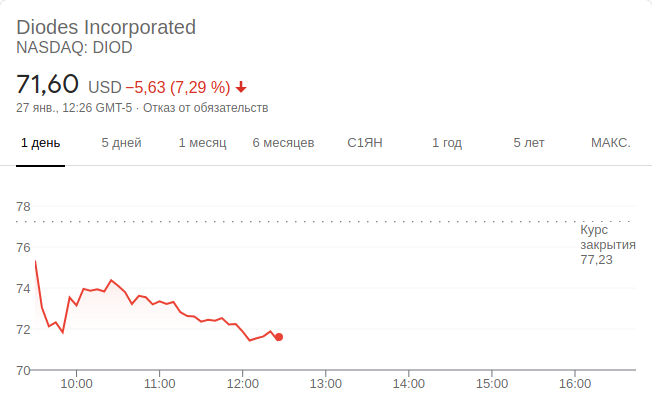 Diodes Incorporated
NASDAQ: DIOD
71,60 USD −5,63 (7,29 %)
27 янв., 12:26 GMT-5 · Отказ от обязательств
1 день 5 дней 1 месяц 6 месяцев С1ЯН 1 год 5 лет МАКС.
78
Курс
закрытия
77,23
76
74
72
70
10:00 11:00 12:00 13:00 14:00 15:00 16:00